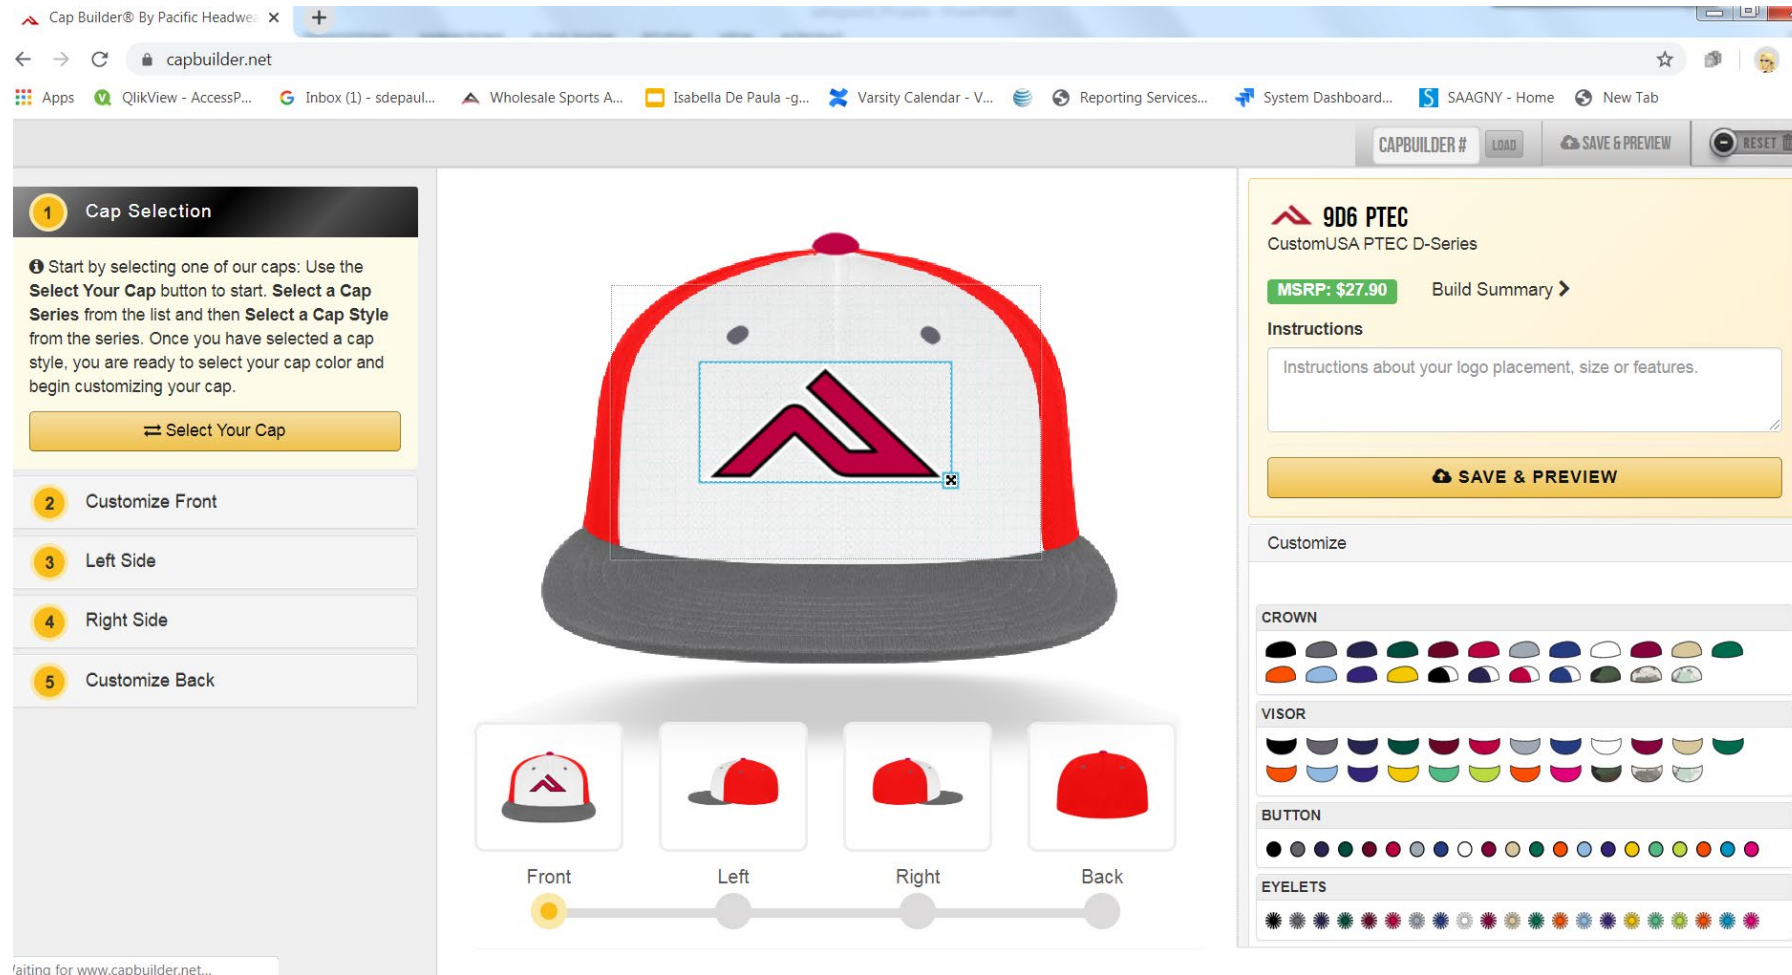 Cap Builder® By Pacific Headwea
capbuilder.net
Apps
QlikView - AccessP...
Inbox (1) - sdepaul...
Wholesale Sports A...
Isabella De Paula -g...
Varsity Calendar - V...
Reporting Services...
System Dashboard...
SAAGNY - Home
New Tab
CAPBUILDER #
LOAD
SAVE & PREVIEW
RESET
1 Cap Selection
Start by selecting one of our caps: Use the
Select Your Cap button to start. Select a Cap
Series from the list and then Select a Cap Style
from the series. Once you have selected a cap
style, you are ready to select your cap color and
begin customizing your cap.
Select Your Cap
2 Customize Front
3 Left Side
4 Right Side
5 Customize Back
Front
Left
Right
Back
9D6 PTEC
CustomUSA PTEC D-Series
MSRP: $27.90
Build Summary
Instructions
Instructions about your logo placement, size or features.
SAVE & PREVIEW
Customize
CROWN
VISOR
BUTTON
EYELETS
aiting for www.capbuilder.net...